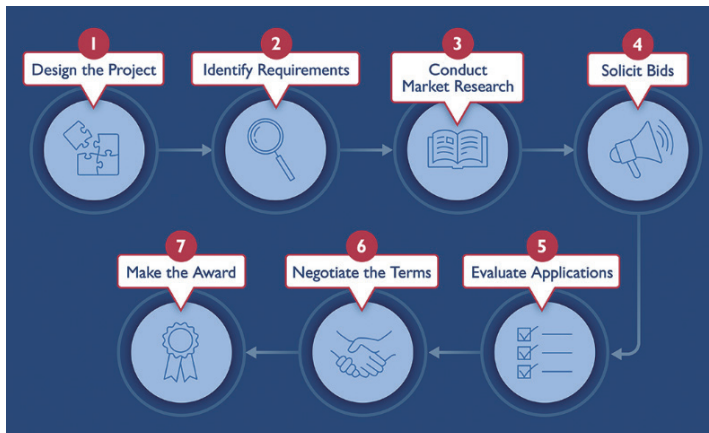 1
Design the Project
2
Identify Requirements
3
Conduct
Market Research
4
Solicit Bids
5
Evaluate Applications
6
Negotiate the Terms
7
Make the Award